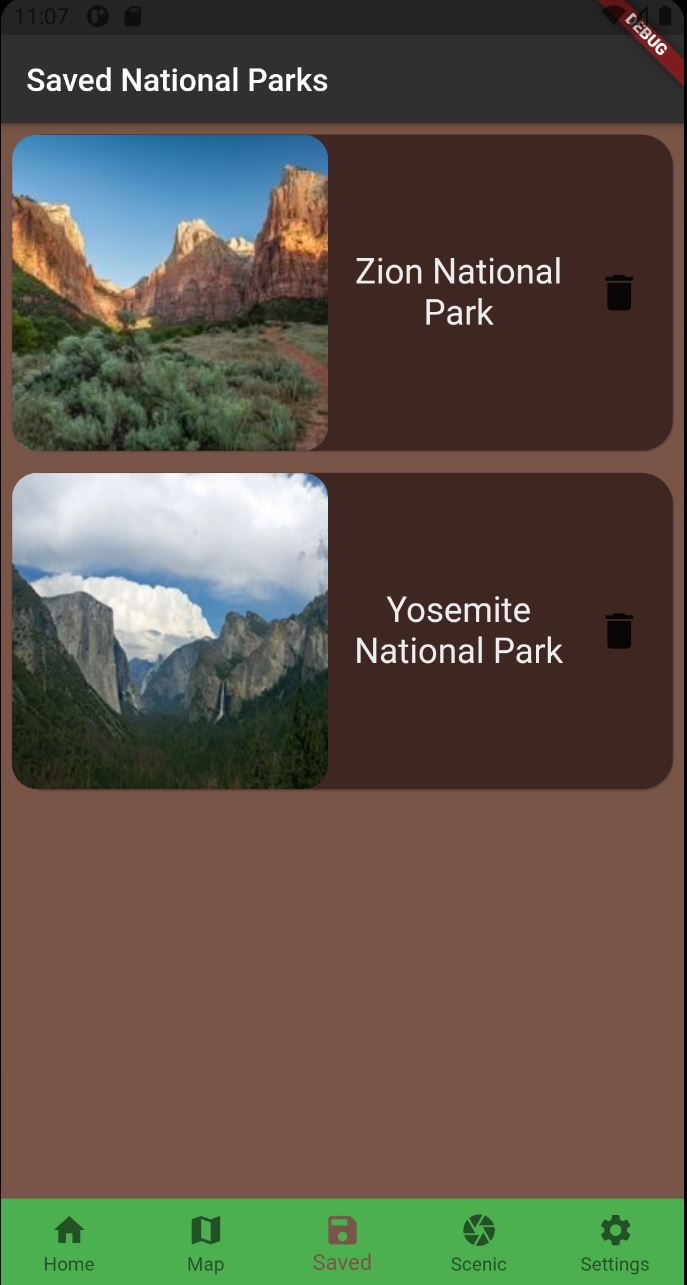 11:07
DEBUG
Saved National Parks
Zion National
Park
Yosemite
National Park
Home
Map
Saved
Scenic
Settings